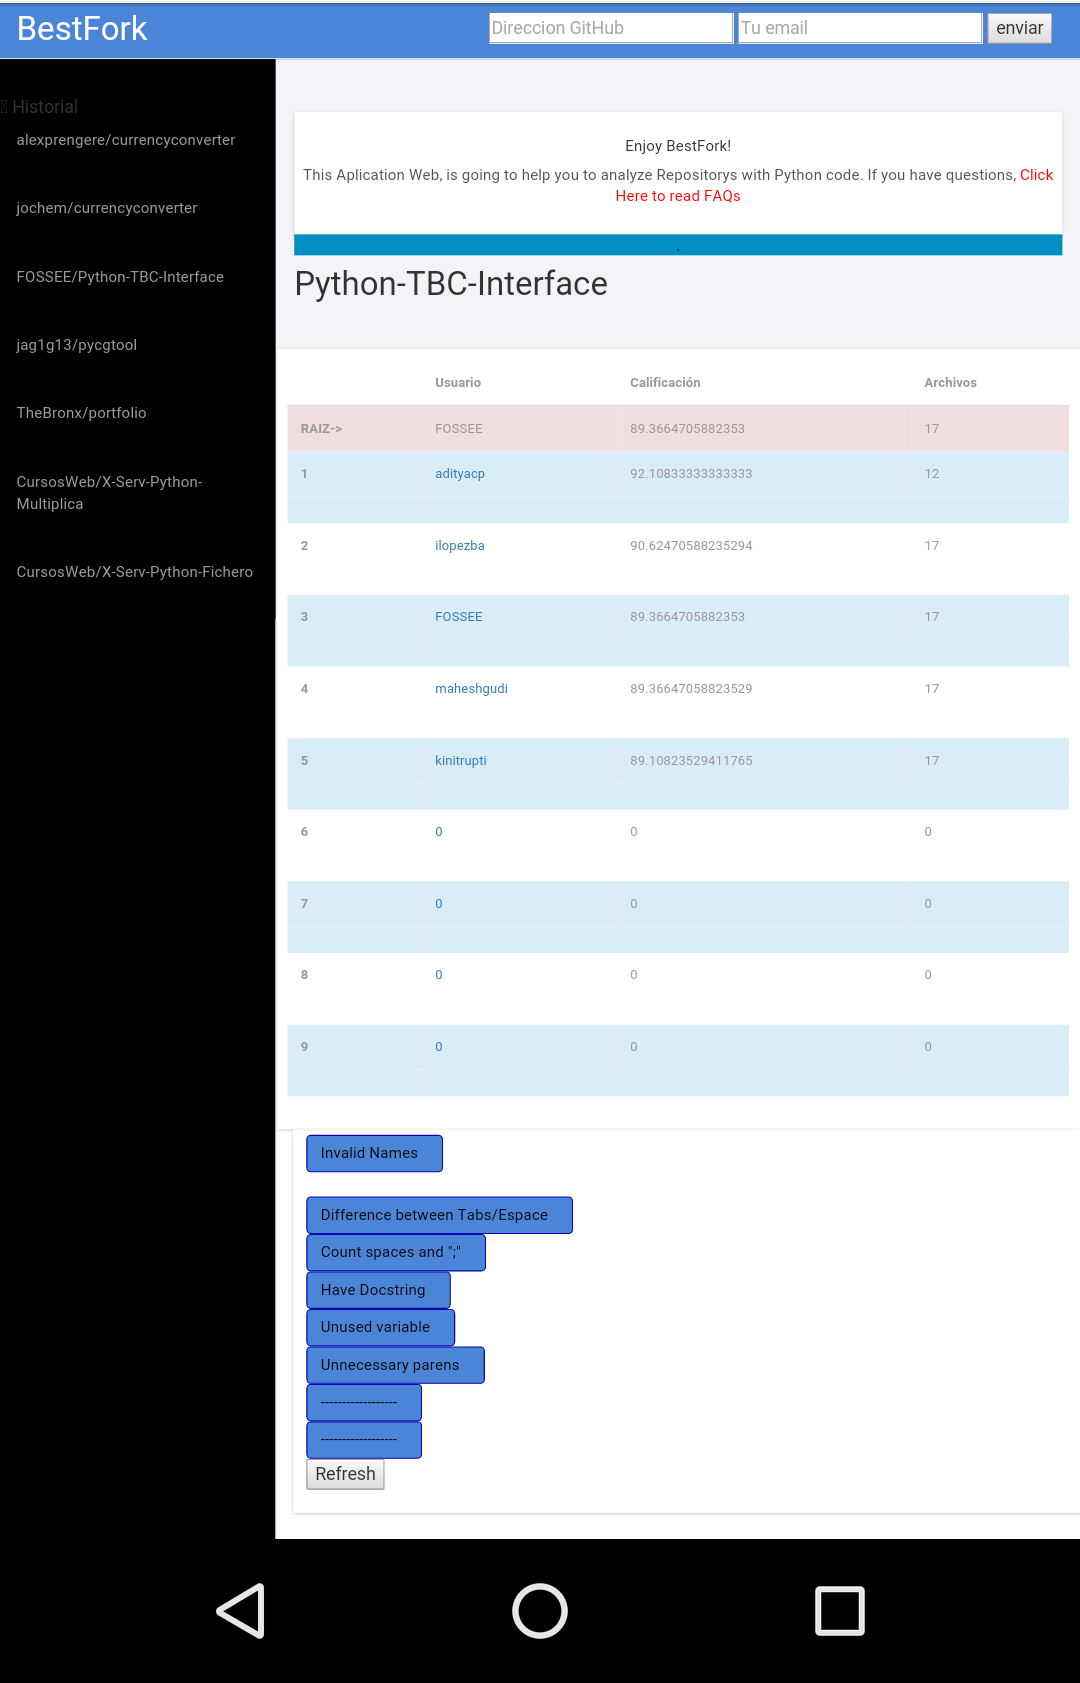 BestFork
Direccion GitHub
Tu email
enviar
Historial
alexprengere/currencyconverter
jochem/currencyconverter
FOSSEE/Python-TBC-Interface
jag1g13/pycgtool
TheBronx/portfolio
CursosWeb/X-Serv-Python-
Multiplica
CursosWeb/X-Serv-Python-Fichero
Enjoy BestFork!
This Aplication Web, is going to help you to analyze Repositorys with Python code. If you have questions, Click
Here to read FAQs
.
Python-TBC-Interface
Usuario Calificación Archivos
RAIZ-> FOSSEE 89.3664705882353 17
1 adityacp 92.10833333333333 12
2 ilopezba 90.62470588235294 17
3 FOSSEE 89.3664705882353 17
4 maheshgudi 89.36647058823529 17
5 kinitrupti 89.10823529411765 17
6 0 0 0
7 0 0 0
8 0 0 0
9 0 0 0
Invalid Names
Difference between Tabs/Espace
Count spaces and ";"
Have Docstring
Unused variable
Unnecessary parens
------------------
------------------
Refresh